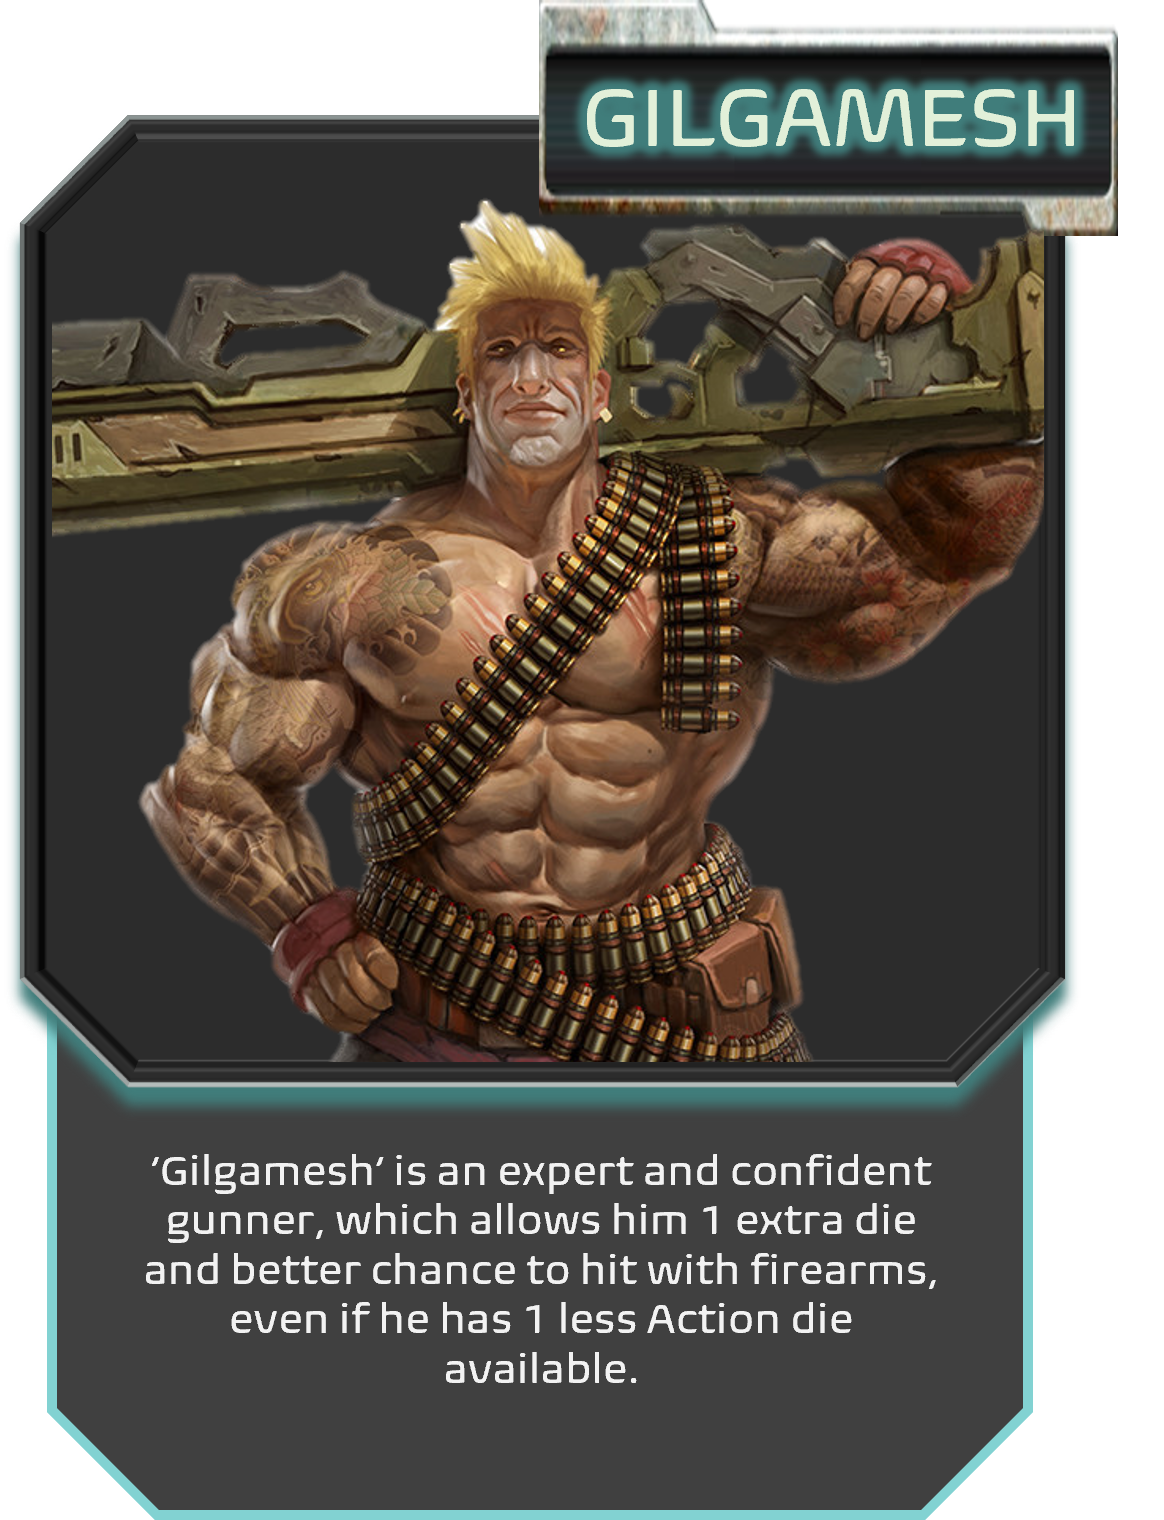 GILGAMESH
‘Gilgamesh’ is an expert and confident
gunner, which allows him 1 extra die
and better chance to hit with firearms,
even if he has 1 less Action die
available.